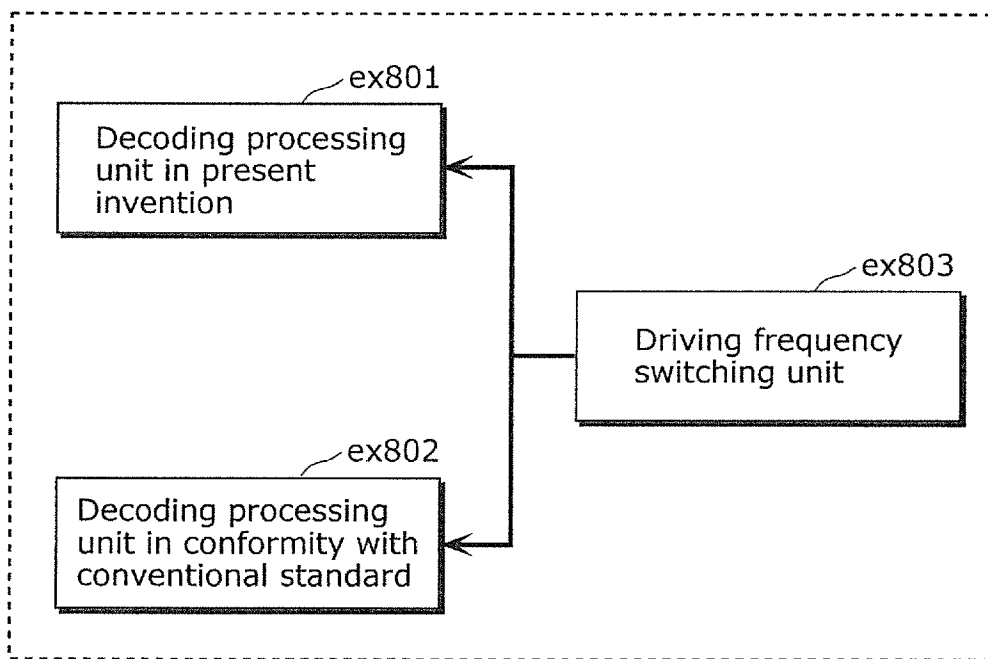 ex801
Decoding processing
unit in present
invention
ex803
Driving frequency
switching unit
ex802
Decoding processing
unit in conformity with
conventional standard